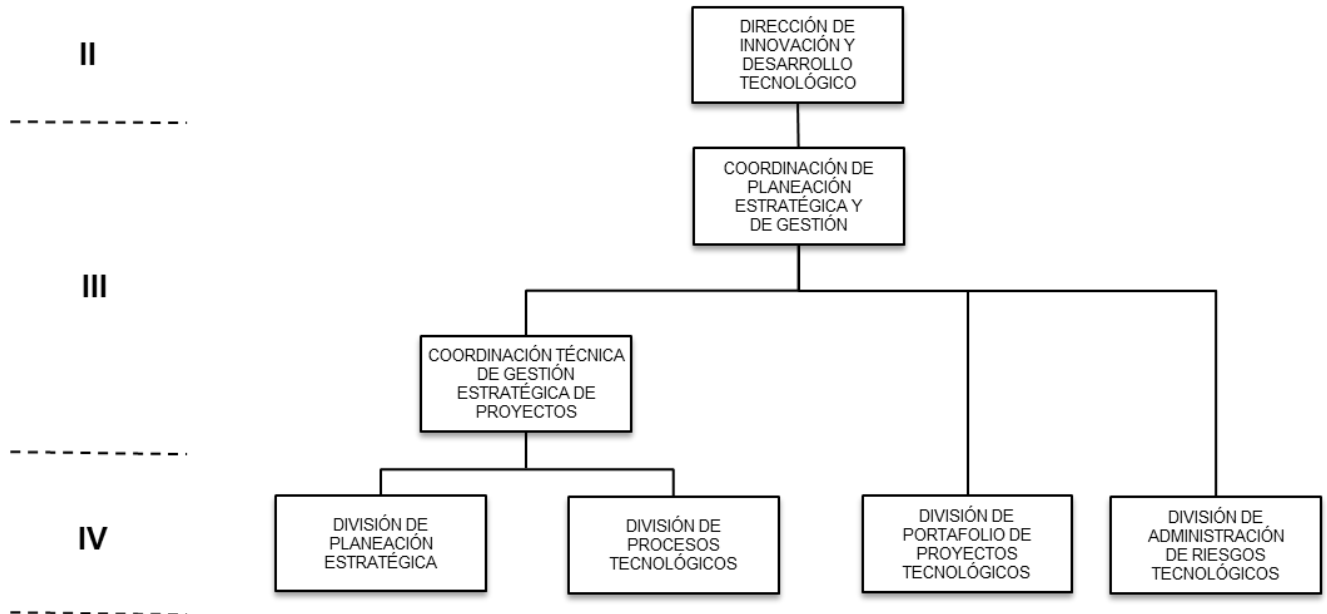 II
DIRECCIÓN DE
INNOVACIÓN Y
DESARROLLO
TECNOLÓGICO
COORDINACIÓN DE
PLANEACIÓN
ESTRATÉGICA Y
DE GESTIÓN
III
COORDINACIÓN TÉCNICA
DE GESTIÓN
ESTRATÉGICA DE
PROYECTOS
IV
DIVISIÓN DE
PLANEACIÓN
ESTRATÉGICA
DIVISIÓN DE
PROCESOS
TECNOLÓGICOS
DIVISIÓN DE
PORTAFOLIO DE
PROYECTOS
TECNOLÓGICOS
DIVISIÓN DE
ADMINISTRACIÓN
DE RIESGOS
TECNOLÓGICOS